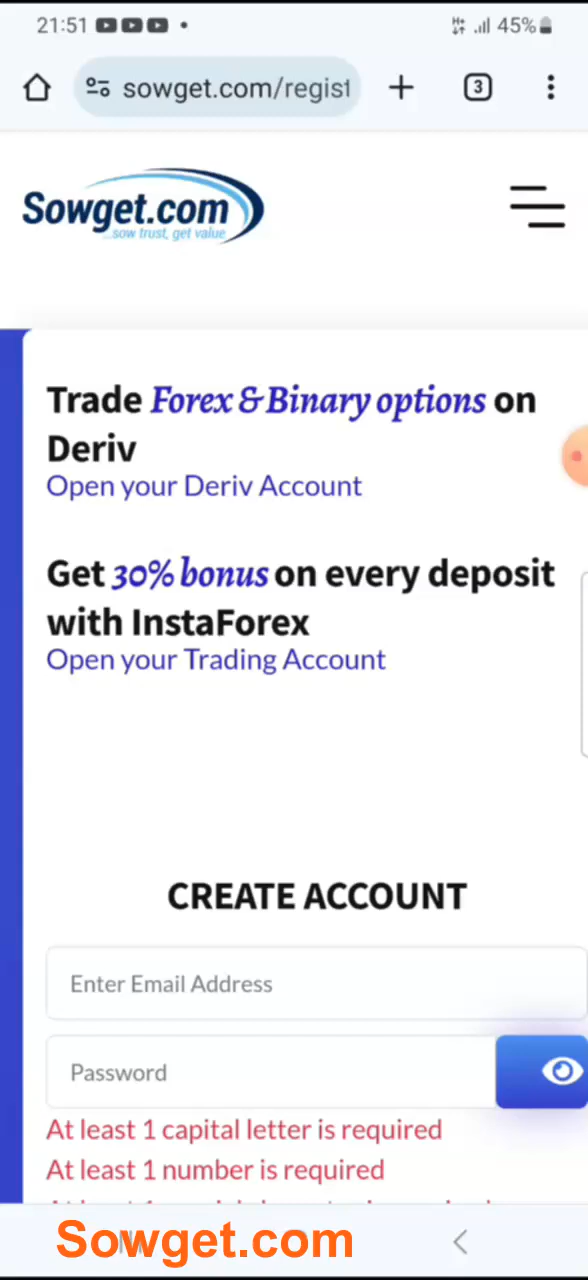 21:51
45%
sowget.com/regist
3
Sowget.com
...sow trust, get value
Trade Forex & Binary options on
Deriv
Open your Deriv Account
Get 30% bonus on every deposit
with InstaForex
Open your Trading Account
CREATE ACCOUNT
Enter Email Address
Password
At least 1 capital letter is required
At least 1 number is required
Sowget.com